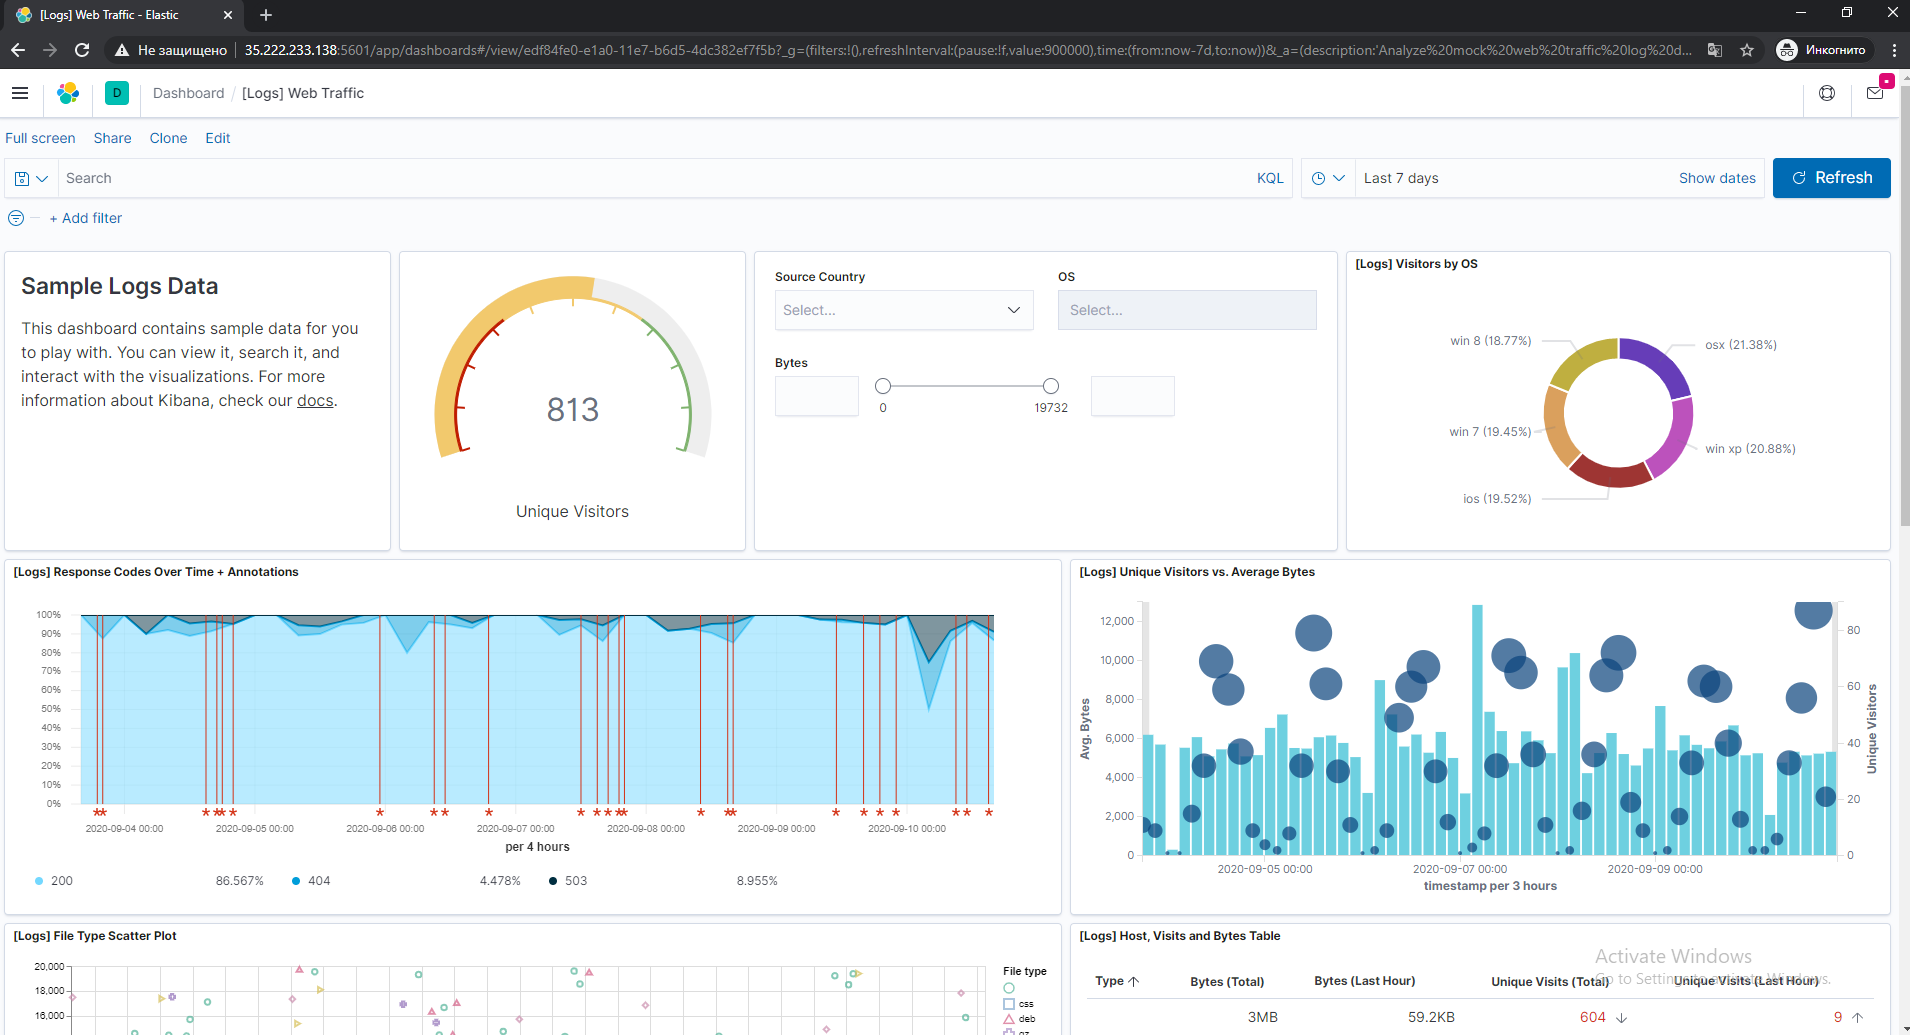 [Logs] Web Traffic - Elastic
Не защищено
35.222.233.138:5601/app/dashboards#/view/edf84fe0-e1a0-11e7-b6d5-4dc382ef7f5b?_g=(filters:!(),refreshInterval:(pause:!f,value:900000),time:(from:now-7d,to:now))&_a=(description:'Analyze%20mock%20web%20traffic%20log%20d...
Инкогнито
D
Dashboard / [Logs] Web Traffic
Full screen Share Clone Edit
Search
KQL
Last 7 days
Show dates
Refresh
+ Add filter
Sample Logs Data
This dashboard contains sample data for you
to play with. You can view it, search it, and
interact with the visualizations. For more
information about Kibana, check our docs.
813
Unique Visitors
Source Country
Select...
OS
Select...
Bytes
0
19732
[Logs] Visitors by OS
win 8 (18.77%)
osx (21.38%)
win 7 (19.45%)
win xp (20.88%)
ios (19.52%)
[Logs] Response Codes Over Time + Annotations
100%
90%
80%
70%
60%
50%
40%
30%
20%
10%
0%
2020-09-04 00:00 2020-09-05 00:00 2020-09-06 00:00 2020-09-07 00:00 2020-09-08 00:00 2020-09-09 00:00 2020-09-10 00:00
per 4 hours
200 86.567% 404 4.478% 503 8.955%
[Logs] Unique Visitors vs. Average Bytes
Avg. Bytes
12,000
10,000
8,000
6,000
4,000
2,000
0
80
60
40
20
0
Unique Visitors
2020-09-05 00:00 2020-09-07 00:00 2020-09-09 00:00
timestamp per 3 hours
[Logs] File Type Scatter Plot
20,000
18,000
16,000
File type
css
deb
gz
[Logs] Host, Visits and Bytes Table
Activate Windows
Go to Settings to activate Windows.
Type Bytes (Total) Bytes (Last Hour) Unique Visits (Total) Unique Visits (Last Hour)
3MB 59.2KB 604 ↓ 9 ↑